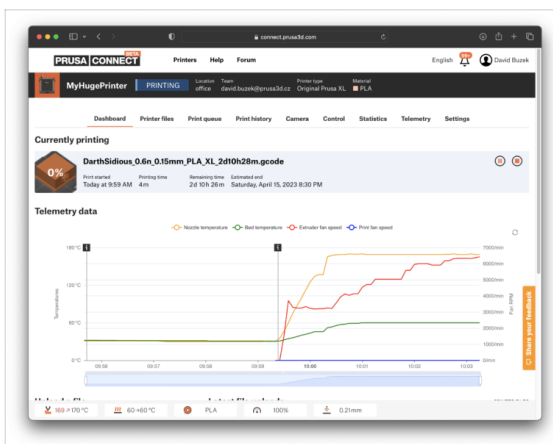 connect.prusa3d.com
PRUSA CONNECT BETA
Printers Help Forum
English 99+ David Buzek
MyHugePrinter PRINTING
Location office
Team david.buzek@prusa3d.cz
Printer type Original Prusa XL
Material PLA
Dashboard Printer files Print queue Print history Camera Control Statistics Telemetry Settings
Currently printing
0%
DarthSidious_0.6n_0.15mm_PLA_XL_2d10h28m.gcode
Print started Printing time Remaining time Estimated end
Today at 9:59 AM 4m 2d 10h 26m Saturday, April 15, 2023 8:30 PM
Telemetry data
Nozzle temperature Bed temperature Extruder fan speed Print fan speed
180 °C 7000/min
6000/min
120 °C
4000/min
60 °C
2000/min
1000/min
0 °C 0/min
Temperatures
Fan RPM
09:56 09:57 09:58 09:59 10:00 10:01 10:02 10:03
Share your feedback
169 170 °C 60 60 °C PLA 100% 0.21 mm